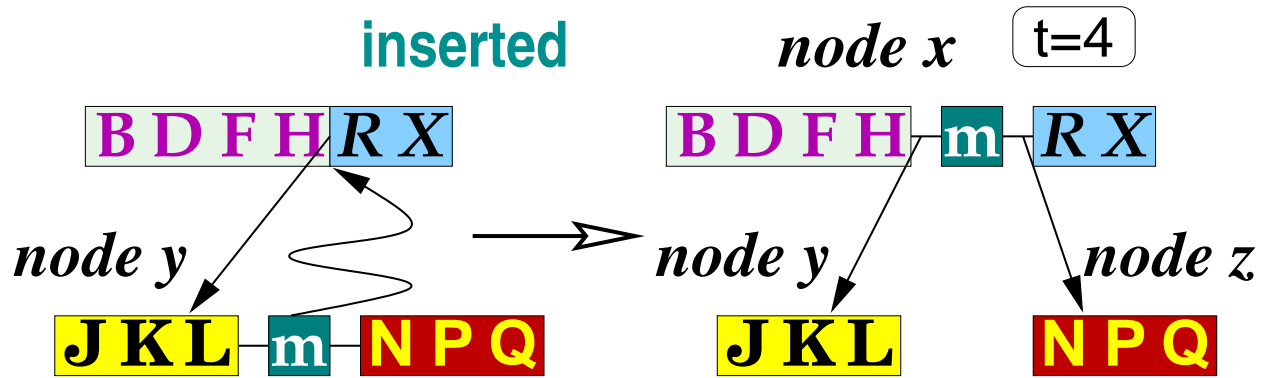 inserted node x t=4
B D F H R X B D F H m R X
node y node y node z
J K L m N P Q J K L N P Q